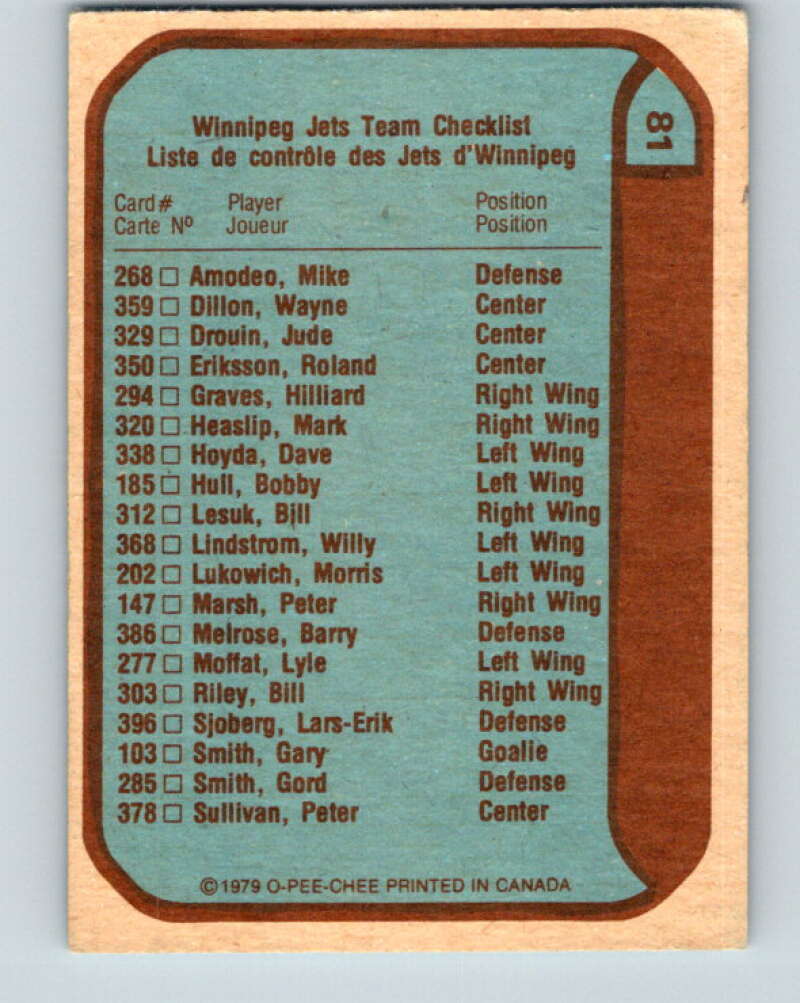 81
Winnipeg Jets Team Checklist
Liste de contrôle des Jets d'Winnipeg
Card # Player Position
Carte Nº Joueur Position
268 □ Amodeo, Mike Defense
359 □ Dillon, Wayne Center
329 □ Drouin, Jude Center
350 □ Eriksson, Roland Center
294 □ Graves, Hilliard Right Wing
320 □ Heaslip, Mark Right Wing
338 □ Hoyda, Dave Left Wing
185 □ Hull, Bobby Left Wing
312 □ Lesuk, Bill Right Wing
368 □ Lindstrom, Willy Left Wing
202 □ Lukowich, Morris Left Wing
147 □ Marsh, Peter Right Wing
386 □ Melrose, Barry Defense
277 □ Moffat, Lyle Left Wing
303 □ Riley, Bill Right Wing
396 □ Sjoberg, Lars-Erik Defense
103 □ Smith, Gary Goalie
285 □ Smith, Gord Defense
378 □ Sullivan, Peter Center
©1979 O-PEE-CHEE PRINTED IN CANADA